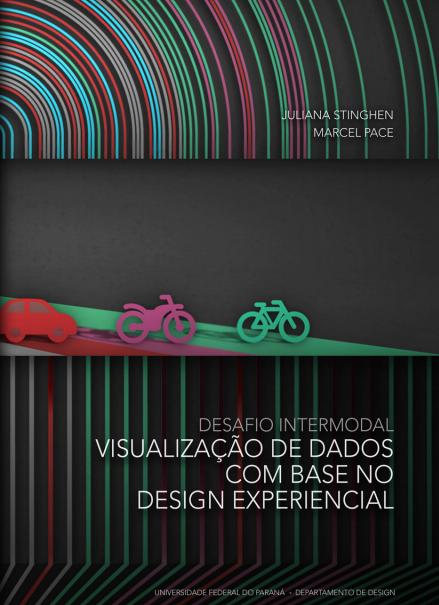 JULIANA STINGHEN
MARCEL PACE
DESAFIO INTERMODAL
VISUALIZAÇÃO DE DADOS
COM BASE NO
DESIGN EXPERIENCIAL
UNIVERSIDADE FEDERAL DO PARANÁ • DEPARTAMENTO DE DESIGN